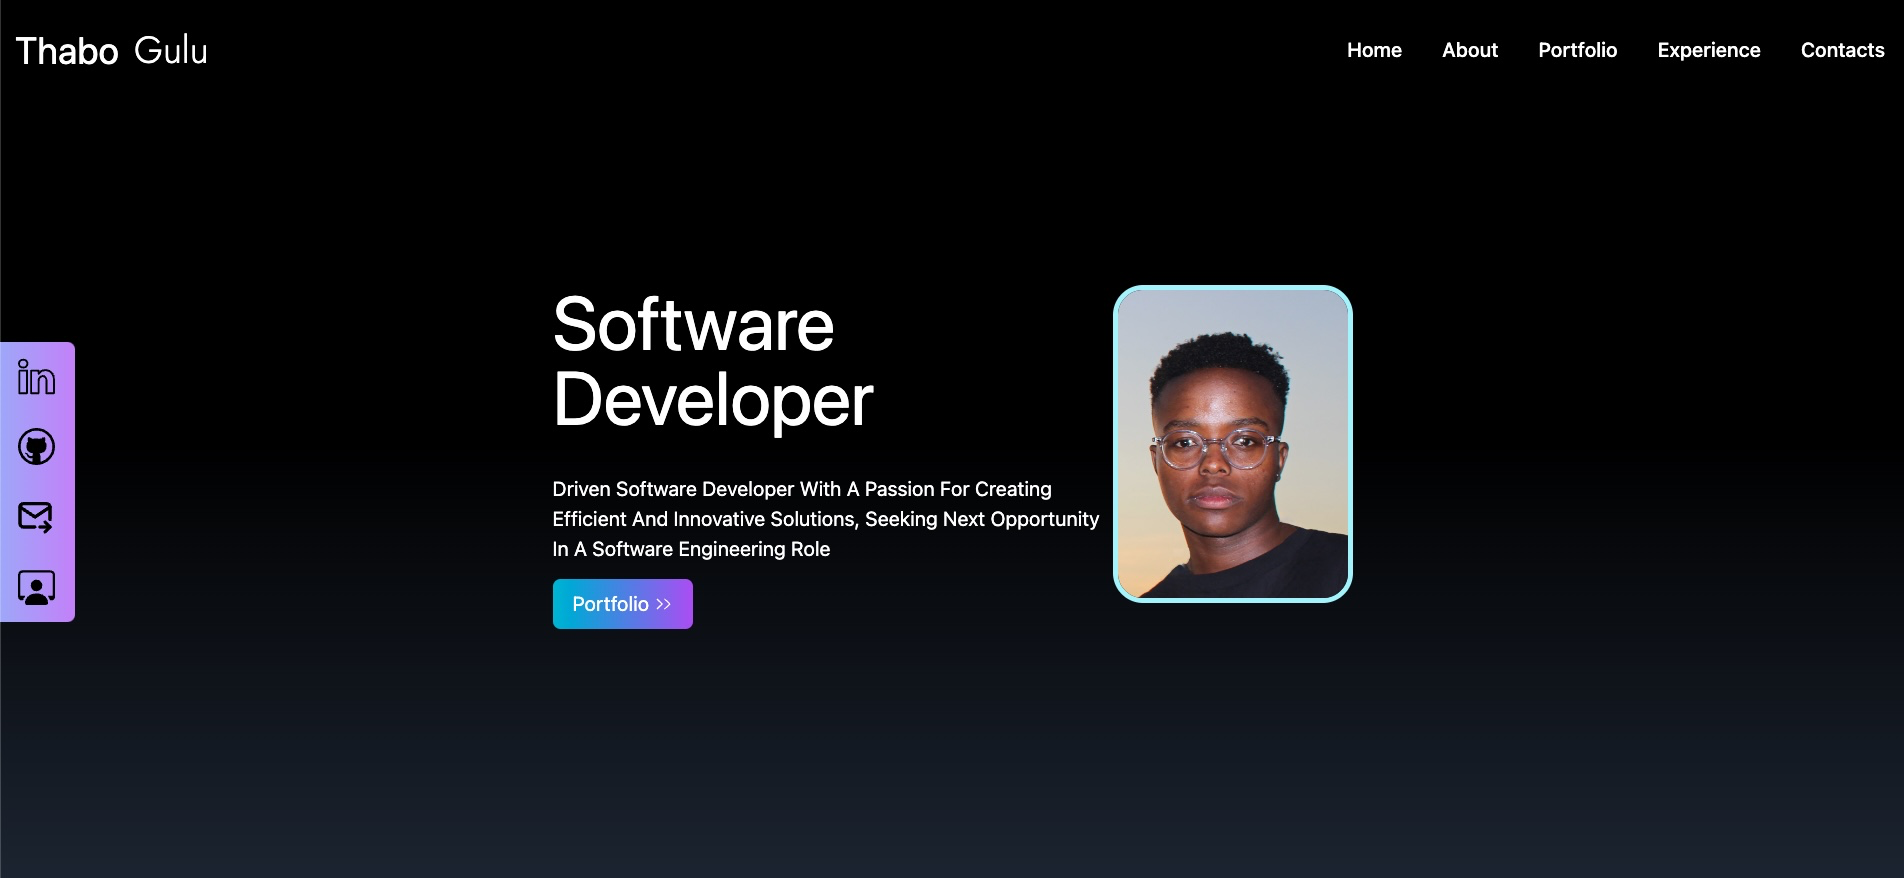 Thabo Gulu
Home About Portfolio Experience Contacts
in
Software
Developer
Driven Software Developer With A Passion For Creating
Efficient And Innovative Solutions, Seeking Next Opportunity
In A Software Engineering Role
Portfolio >>